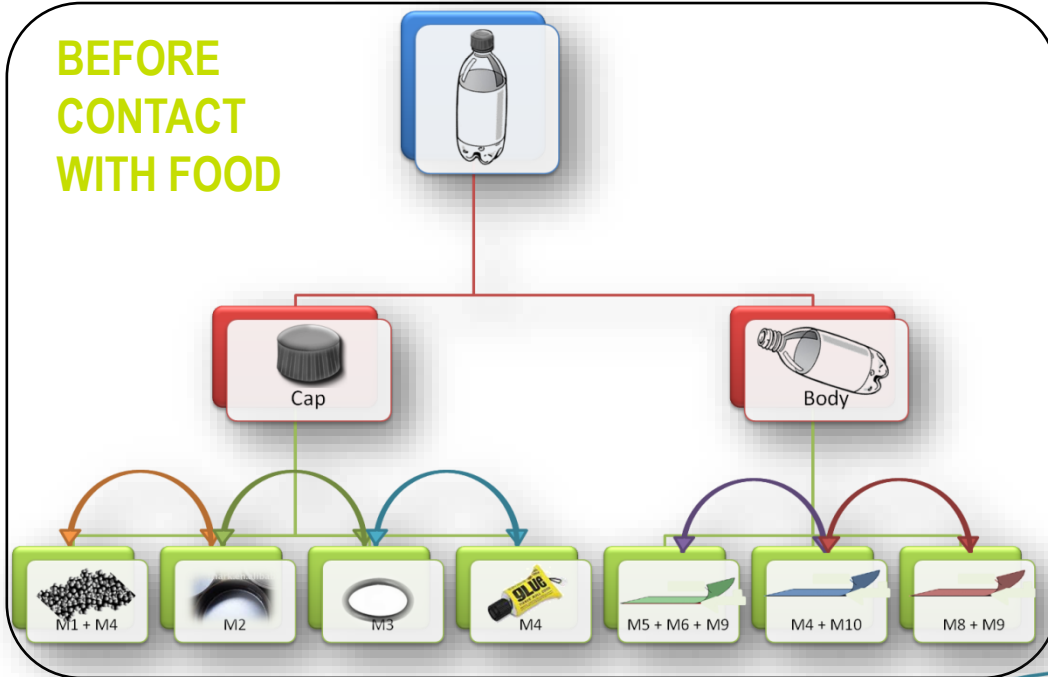 BEFORE
CONTACT
WITH FOOD
Cap
Body
M1 + M4
M2
M3
GLUE
M4
M5 + M6 + M9
M4 + M10
M8 + M9